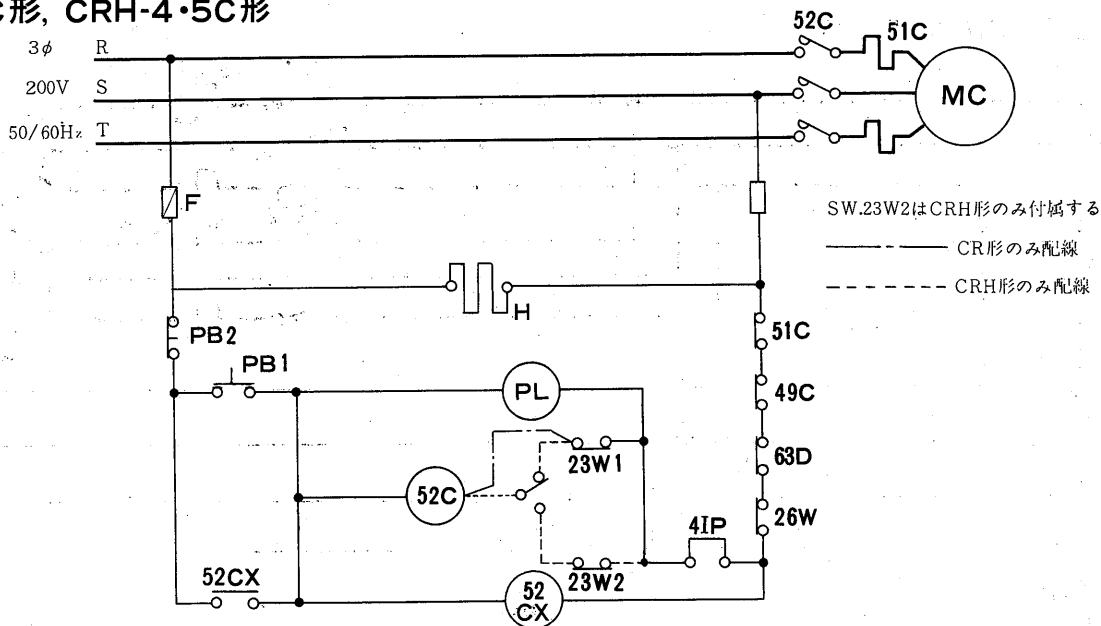 C形, CRH-4・5C形
3φ R
200V S
50/60Hz T
52C
51C
MC
F
SW.23W2はCRH形のみ付属する
CR形のみ配線
CRH形のみ配線
H
PB2
51C
PB1
PL
49C
23W1
63D
52C
26W
4IP
23W2
52CX
52
CX